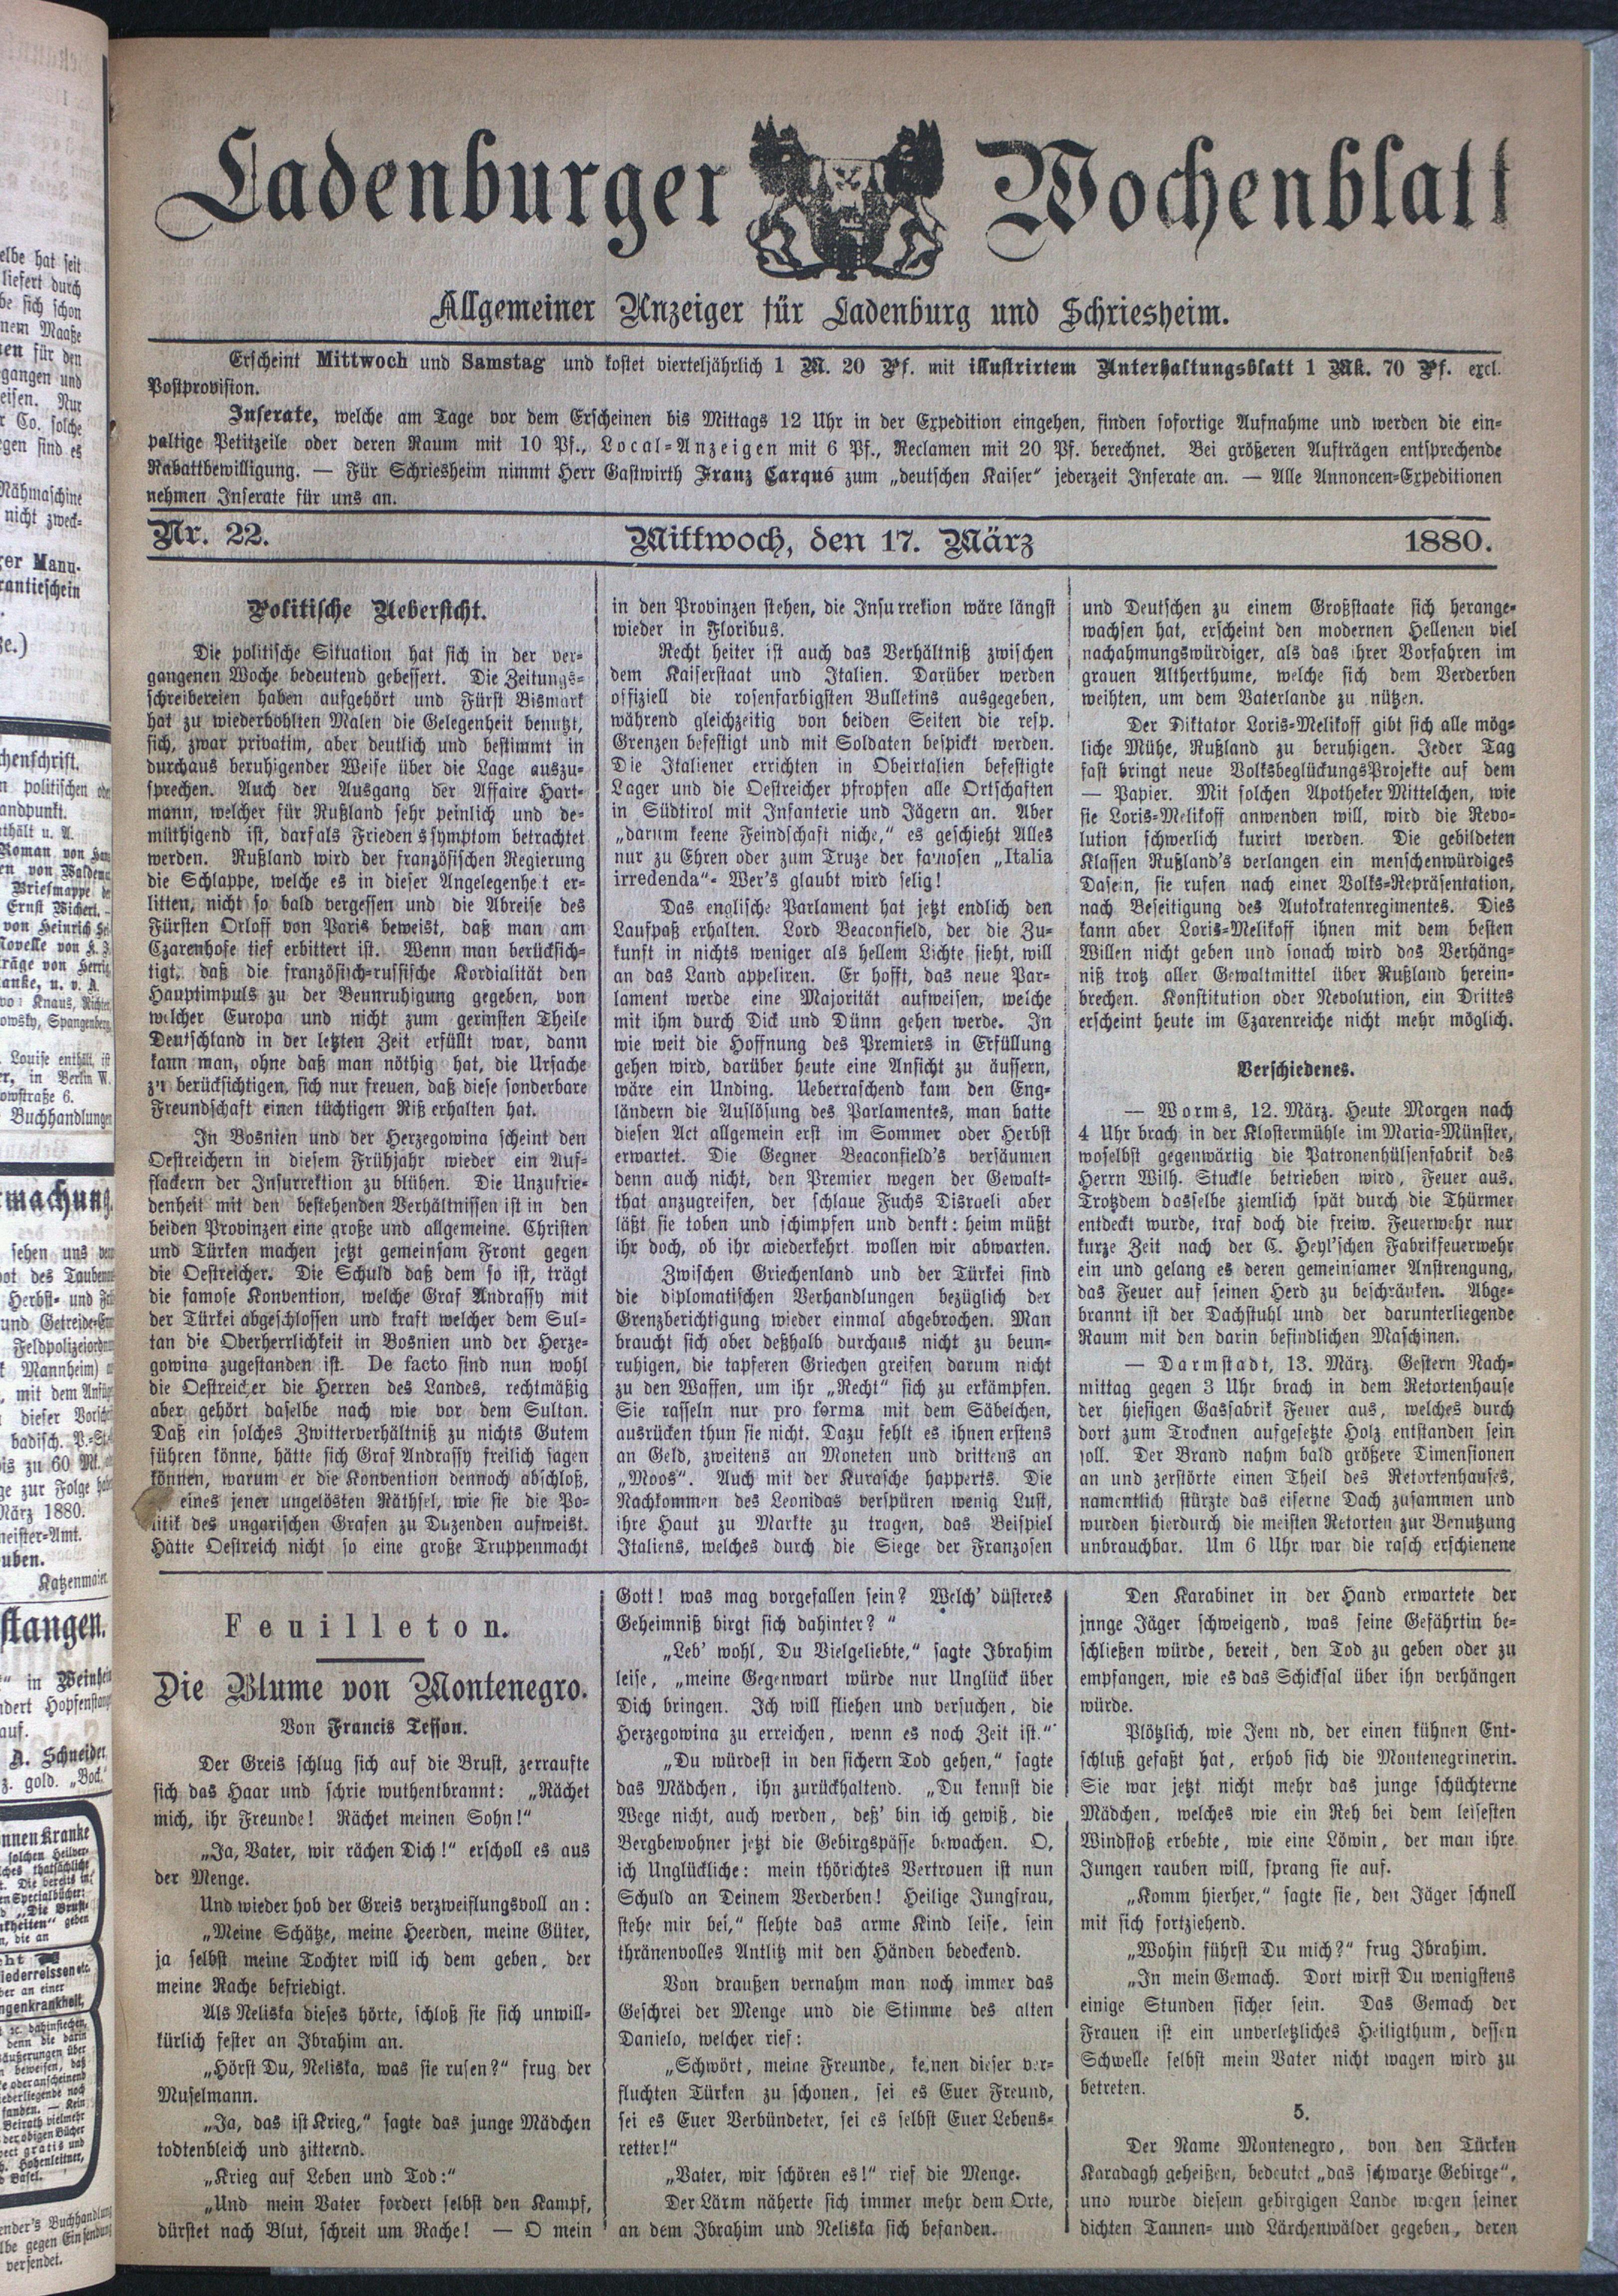 Ladenburger Wochenblatt
Allgemeiner Anzeiger für Ladenburg und Schriesheim.
Erscheint Mittwoch und Samstag und kostet vierteljährlich 1 M. 20 Pf. mit illustrirtem Unterhaltungsblatt 1 Mk. 70 Pf. excl.
Postprovision.
Inserate, welche am Tage vor dem Erscheinen bis Mittags 12 Uhr in der Expedition eingehen, finden sofortige Aufnahme und werden die ein-
paltige Petitzeile oder deren Raum mit 10 Pf., Local-Anzeigen mit 6 Pf., Reclamen mit 20 Pf. berechnet. Bei größeren Aufträgen entsprechende
Rabattbewilligung. — Für Schriesheim nimmt Herr Gastwirth Franz Carqué zum „deutschen Kaiser" jederzeit Inserate an. — Alle Annoncen-Expeditionen
nehmen Inserate für uns an.
Nr. 22. Mittwoch, den 17. März 1880.
Politische Uebersicht.
Die politische Situation hat sich in der ver-
gangenen Woche bedeutend gebessert. Die Zeitungs-
schreibereien haben aufgehört und Fürst Bismark
hat zu wiederhohlten Malen die Gelegenheit benutzt,
sich, zwar privatim, aber deutlich und bestimmt in
durchaus beruhigender Weise über die Lage auszu-
sprechen. Auch der Ausgang der Affaire Hart-
mann, welcher für Rußland sehr peinlich und de-
müthigend ist, darf als Friedenssymptom betrachtet
werden. Rußland wird der französischen Regierung
die Schlappe, welche es in dieser Angelegenhe t er-
litten, nicht so bald vergessen und die Abreise des
Fürsten Orloff von Paris beweist, daß man am
Czarenhofe tief erbittert ist. Wenn man berücksich-
tigt, daß die französisch-russische Kordialität den
Hauptimpuls zu der Beunruhigung gegeben, von
welcher Europa und nicht zum gerinsten Theile
Deutschland in der letzten Zeit erfüllt war, dann
kann man, ohne daß man nöthig hat, die Ursache
zu berücksichtigen, sich nur freuen, daß diese sonderbare
Freundschaft einen tüchtigen Riß erhalten hat.
In Bosnien und der Herzegowina scheint den
Oestreichern in diesem Frühjahr wieder ein Auf-
flackern der Insurrektion zu blühen. Die Unzufrie-
denheit mit den bestehenden Verhältnissen ist in den
beiden Provinzen eine große und allgemeine. Christen
und Türken machen jetzt gemeinsam Front gegen
die Oestreicher. Die Schuld daß dem so ist, trägt
die famose Konvention, welche Graf Andrassy mit
der Türkei abgeschlossen und kraft welcher dem Sul-
tan die Oberherrlichkeit in Bosnien und der Herze-
gowina zugestanden ist. De facto sind nun wohl
die Oestreicher die Herren des Landes, rechtmäßig
aber gehört daselbe nach wie vor dem Sultan.
Daß ein solches Zwitterverhältniß zu nichts Gutem
führen könne, hätte sich Graf Andrassy freilich sagen
können, warum er die Konvention dennoch abschloß,
eines jener ungelösten Räthsel, wie sie die Po-
litik des ungarischen Grafen zu Duzenden aufweist.
Hätte Oestreich nicht so eine große Truppenmacht
in den Provinzen stehen, die Insurrekion wäre längst
wieder in Floribus.
Recht heiter ist auch das Verhältniß zwischen
dem Kaiserstaat und Italien. Darüber werden
offiziell die rosenfarbigsten Bulletins ausgegeben,
während gleichzeitig von beiden Seiten die resp.
Grenzen befestigt und mit Soldaten bespickt werden.
Die Italiener errichten in Obeirtalien befestigte
Lager und die Oestreicher pfropfen alle Ortschaften
in Südtirol mit Infanterie und Jägern an. Aber
„darum keene Feindschaft niche," es geschieht Alles
nur zu Ehren oder zum Truze der famosen „Italia
irredenda"- Wer's glaubt wird selig!
Das englische Parlament hat jetzt endlich den
Laufpaß erhalten. Lord Beaconfield, der die Zu-
kunft in nichts weniger als hellem Lichte sieht, will
an das Land appeliren. Er hofft, das neue Par-
lament werde eine Majorität aufweisen, welche
mit ihm durch Dick und Dünn gehen werde. In
wie weit die Hoffnung des Premiers in Erfüllung
gehen wird, darüber heute eine Ansicht zu äussern,
wäre ein Unding. Ueberraschend kam den Eng-
ländern die Auflösung des Parlamentes, man hatte
diesen Act allgemein erst im Sommer oder Herbst
erwartet. Die Gegner Beaconfield's versäumen
denn auch nicht, den Premier wegen der Gewalt-
that anzugreifen, der schlaue Fuchs Disraeli aber
läßt sie toben und schimpfen und denkt: heim müßt
ihr doch, ob ihr wiederkehrt wollen wir abwarten.
Zwischen Griechenland und der Türkei sind
die diplomatischen Verhandlungen bezüglich der
Grenzberichtigung wieder einmal abgebrochen. Man
braucht sich aber deßhalb durchaus nicht zu beun-
ruhigen, die tapferen Griechen greifen darum nicht
zu den Waffen, um ihr „Recht" sich zu erkämpfen.
Sie rasseln nur pro forma mit dem Säbelchen,
ausrücken thun sie nicht. Dazu fehlt es ihnen erstens
an Geld, zweitens an Moneten und drittens an
„Moos". Auch mit der Kurasche happerts. Die
Nachkommen des Leonidas verspüren wenig Lust,
ihre Haut zu Markte zu tragen, das Beispiel
Italiens, welches durch die Siege der Franzosen
und Deutschen zu einem Großstaate sich herange-
wachsen hat, erscheint den modernen Hellenen viel
nachahmungswürdiger, als das ihrer Vorfahren im
grauen Altherthume, welche sich dem Verderben
weihten, um dem Vaterlande zu nützen.
Der Diktator Loris-Melikoff gibt sich alle mög-
liche Mühe, Rußland zu beruhigen. Jeder Tag
fast bringt neue VolksbeglückungsProjekte auf dem
— Papier. Mit solchen Apotheker Mittelchen, wie
sie Loris-Melikoff anwenden will, wird die Revo-
lution schwerlich kurirt werden. Die gebildeten
Klassen Rußland's verlangen ein menschenwürdiges
Dasein, sie rufen nach einer Volks-Repräsentation,
nach Beseitigung des Autokratenregimentes. Dies
kann aber Loris-Melikoff ihnen mit dem besten
Willen nicht geben und sonach wird das Verhäng-
niß trotz aller Gewaltmittel über Rußland herein-
brechen. Konstitution oder Revolution, ein Drittes
erscheint heute im Czarenreiche nicht mehr möglich.
Verschiedenes.
— Worms, 12. März. Heute Morgen nach
4 Uhr brach in der Klostermühle im Maria-Münster,
woselbst gegenwärtig die Patronenhülsenfabrik des
Herrn Wilh. Stuckle betrieben wird, Feuer aus.
Trotzdem dasselbe ziemlich spät durch die Thürmer
entdeckt wurde, traf doch die freiw. Feuerwehr nur
kurze Zeit nach der C. Heyl'schen Fabrikfeuerwehr
ein und gelang es deren gemeinsamer Anstrengung,
das Feuer auf seinen Herd zu beschränken. Abge-
brannt ist der Dachstuhl und der darunterliegende
Raum mit den darin befindlichen Maschinen.
— Darmstadt, 13. März. Gestern Nach-
mittag gegen 3 Uhr brach in dem Retortenhause
der hiesigen Gasfabrik Feuer aus, welches durch
dort zum Trocknen aufgesetzte Holz entstanden sein
soll. Der Brand nahm bald größere Dimensionen
an und zerstörte einen Theil des Retortenhauses,
namentlich stürzte das eiserne Dach zusammen und
wurden hierdurch die meisten Retorten zur Benutzung
unbrauchbar. Um 6 Uhr war die rasch erschienene
Feuilleton.
Die Blume von Montenegro.
Von Francis Tesson.
Der Greis schlug sich auf die Brust, zerraufte
sich das Haar und schrie wuthentbrannt: „Rächet
mich, ihr Freunde! Rächet meinen Sohn!"
„Ja, Vater, wir rächen Dich!" erscholl es aus
der Menge.
Und wieder hob der Greis verzweiflungsvoll an:
„Meine Schätze, meine Heerden, meine Güter,
ja selbst meine Tochter will ich dem geben, der
meine Rache befriedigt.
Als Neliska dieses hörte, schloß sie sich unwill-
kürlich fester an Ibrahim an.
„Hörst Du, Neliska, was sie rufen?" frug der
Muselmann.
„Ja, das ist Krieg," sagte das junge Mädchen
todtenbleich und zitternd.
„Krieg auf Leben und Tod:"
„Und mein Vater fordert selbst den Kampf,
dürstet nach Blut, schreit um Rache! — O mein
Gott! was mag vorgefallen sein? Welch' düsteres
Geheimniß birgt sich dahinter? "
„Leb' wohl, Du Vielgeliebte," sagte Ibrahim
leise, „meine Gegenwart würde nur Unglück über
Dich bringen. Ich will fliehen und versuchen, die
Herzegowina zu erreichen, wenn es noch Zeit ist."
„Du würdest in den sichern Tod gehen," sagte
das Mädchen, ihn zurückhaltend. „Du kennst die
Wege nicht, auch werden, deß' bin ich gewiß, die
Bergbewohner jetzt die Gebirgspässe bewachen. O,
ich Unglückliche: mein thörichtes Vertrouen ist nun
Schuld an Deinem Verderben! Heilige Jungfrau,
stehe mir bei," flehte das arme Kind leise, sein
thränenvolles Antlitz mit den Händen bedeckend.
Von draußen vernahm man noch immer das
Geschrei der Menge und die Stimme des alten
Danielo, welcher rief:
„Schwört, meine Freunde, keinen dieser ver-
fluchten Türken zu schonen, sei es Euer Freund,
sei es Euer Verbündeter, sei es selbst Euer Lebens-
retter!"
„Vater, wir schören es!" rief die Menge.
Der Lärm näherte sich immer mehr dem Orte,
an dem Ibrahim und Neliska sich befanden.
Den Karabiner in der Hand erwartete der
jnnge Jäger schweigend, was seine Gefährtin be-
schließen würde, bereit, den Tod zu geben oder zu
empfangen, wie es das Schicksal über ihn verhängen
würde.
Plötzlich, wie Jem nd, der einen kühnen Ent-
schluß gefaßt hat, erhob sich die Montenegrinerin.
Sie war jetzt nicht mehr das junge schüchterne
Mädchen, welches wie ein Reh bei dem leisesten
Windstoß erbebte, wie eine Löwin, der man ihre
Jungen rauben will, sprang sie auf.
„Komm hierher," sagte sie, den Jäger schnell
mit sich fortziehend.
„Wohin führst Du mich?" frug Ibrahim.
„In mein Gemach. Dort wirst Du wenigstens
einige Stunden sicher sein. Das Gemach der
Frauen ist ein unverletzliches Heiligthum, dessen
Schwelle selbst mein Vater nicht wagen wird zu
betreten.
5.
Der Name Montenegro, von den Türken
Karadagh geheißen, bedeutet „das schwarze Gebirge",
und wurde diesem gebirgigen Lande wegen seiner
dichten Tannen- und Lärchenwälder gegeben, deren